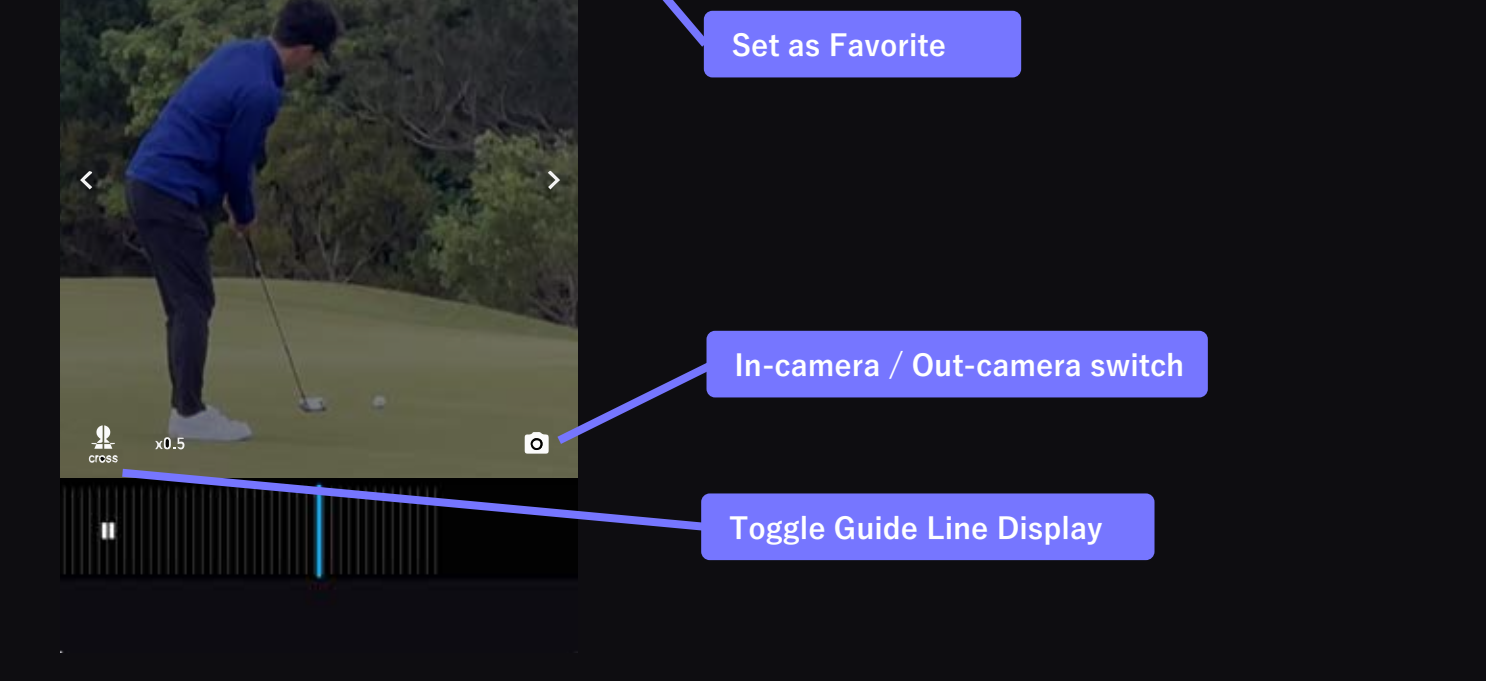 Set as Favorite
In-camera / Out-camera switch
cross
x0.5
Toggle Guide Line Display